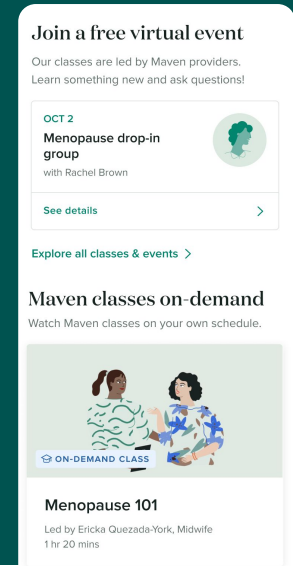 Join a free virtual event
Our classes are led by Maven providers.
Learn something new and ask questions!
OCT 2
Menopause drop-in
group
with Rachel Brown
See details
Explore all classes & events
Maven classes on-demand
Watch Maven classes on your own schedule.
ON-DEMAND CLASS
Menopause 101
Led by Ericka Quezada-York, Midwife
1 hr 20 mins